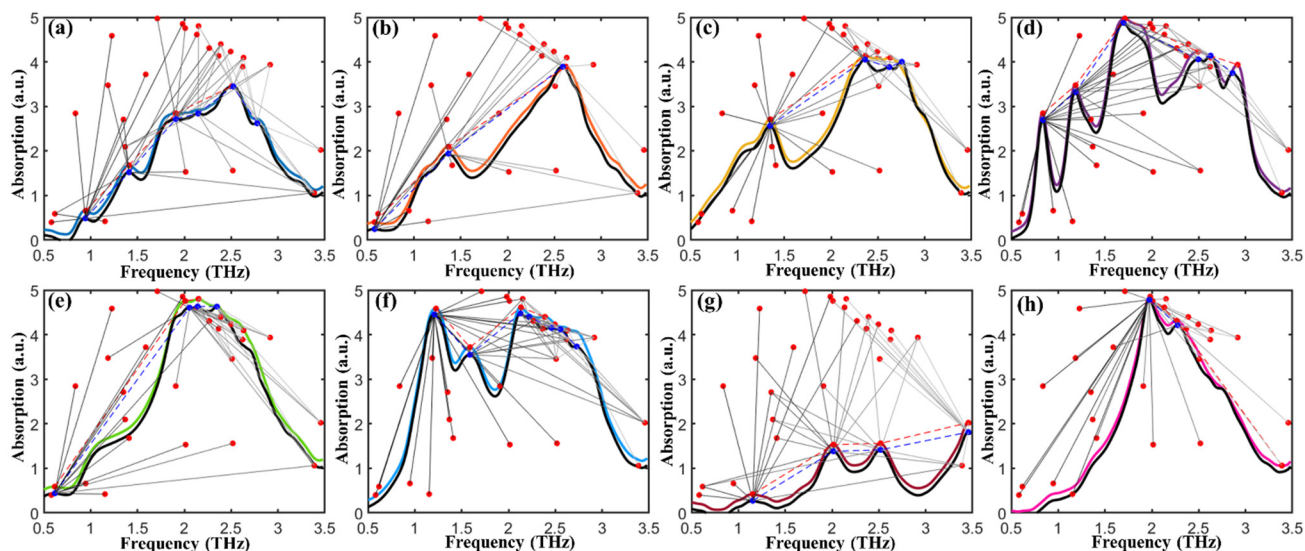 (a) (b) (c) (d)
Absorption (a.u.) Absorption (a.u.) Absorption (a.u.) Absorption (a.u.)
5 5 5 5
4 4 4 4
3 3 3 3
2 2 2 2
1 1 1 1
0 0 0 0
0.5 1 1.5 2 2.5 3 3.5 0.5 1 1.5 2 2.5 3 3.5 0.5 1 1.5 2 2.5 3 3.5 0.5 1 1.5 2 2.5 3 3.5
Frequency (THz) Frequency (THz) Frequency (THz) Frequency (THz)
(e) (f) (g) (h)
Absorption (a.u.) Absorption (a.u.) Absorption (a.u.) Absorption (a.u.)
5 5 5 5
4 4 4 4
3 3 3 3
2 2 2 2
1 1 1 1
0 0 0 0
0.5 1 1.5 2 2.5 3 3.5 0.5 1 1.5 2 2.5 3 3.5 0.5 1 1.5 2 2.5 3 3.5 0.5 1 1.5 2 2.5 3 3.5
Frequency (THz) Frequency (THz) Frequency (THz) Frequency (THz)